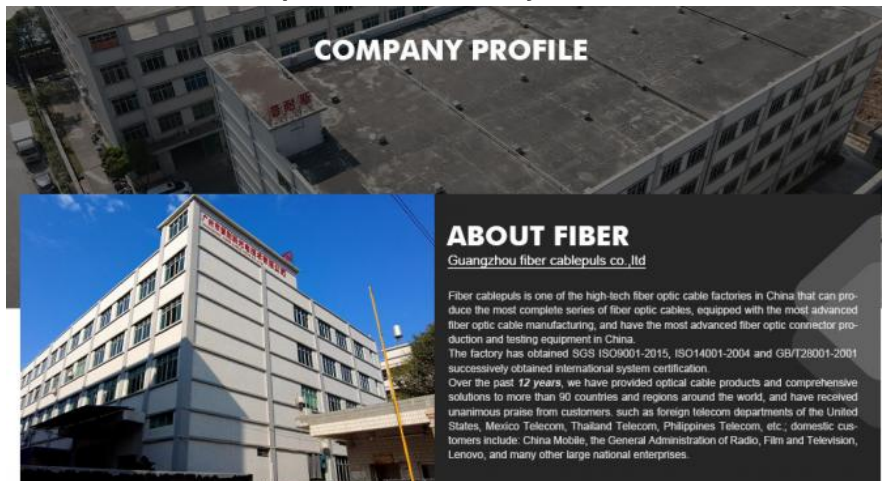 COMPANY PROFILE
ABOUT FIBER
Guangzhou fiber cablepuls co.,ltd
Fiber cablepuls is one of the high-tech fiber optic cable factories in China that can pro-
duce the most complete series of fiber optic cables, equipped with the most advanced
fiber optic cable manufacturing, and have the most advanced fiber optic connector pro-
duction and testing equipment in China.
The factory has obtained SGS ISO9001-2015, ISO14001-2004 and GB/T28001-2001
successively obtained international system certification.
Over the past 12 years, we have provided optical cable products and comprehensive
solutions to more than 90 countries and regions around the world, and have received
unanimous praise from customers. such as foreign telecom departments of the United
States, Mexico Telecom, Thailand Telecom, Philippines Telecom, etc.; domestic cus-
tomers include: China Mobile, the General Administration of Radio, Film and Television,
Lenovo, and many other large national enterprises.